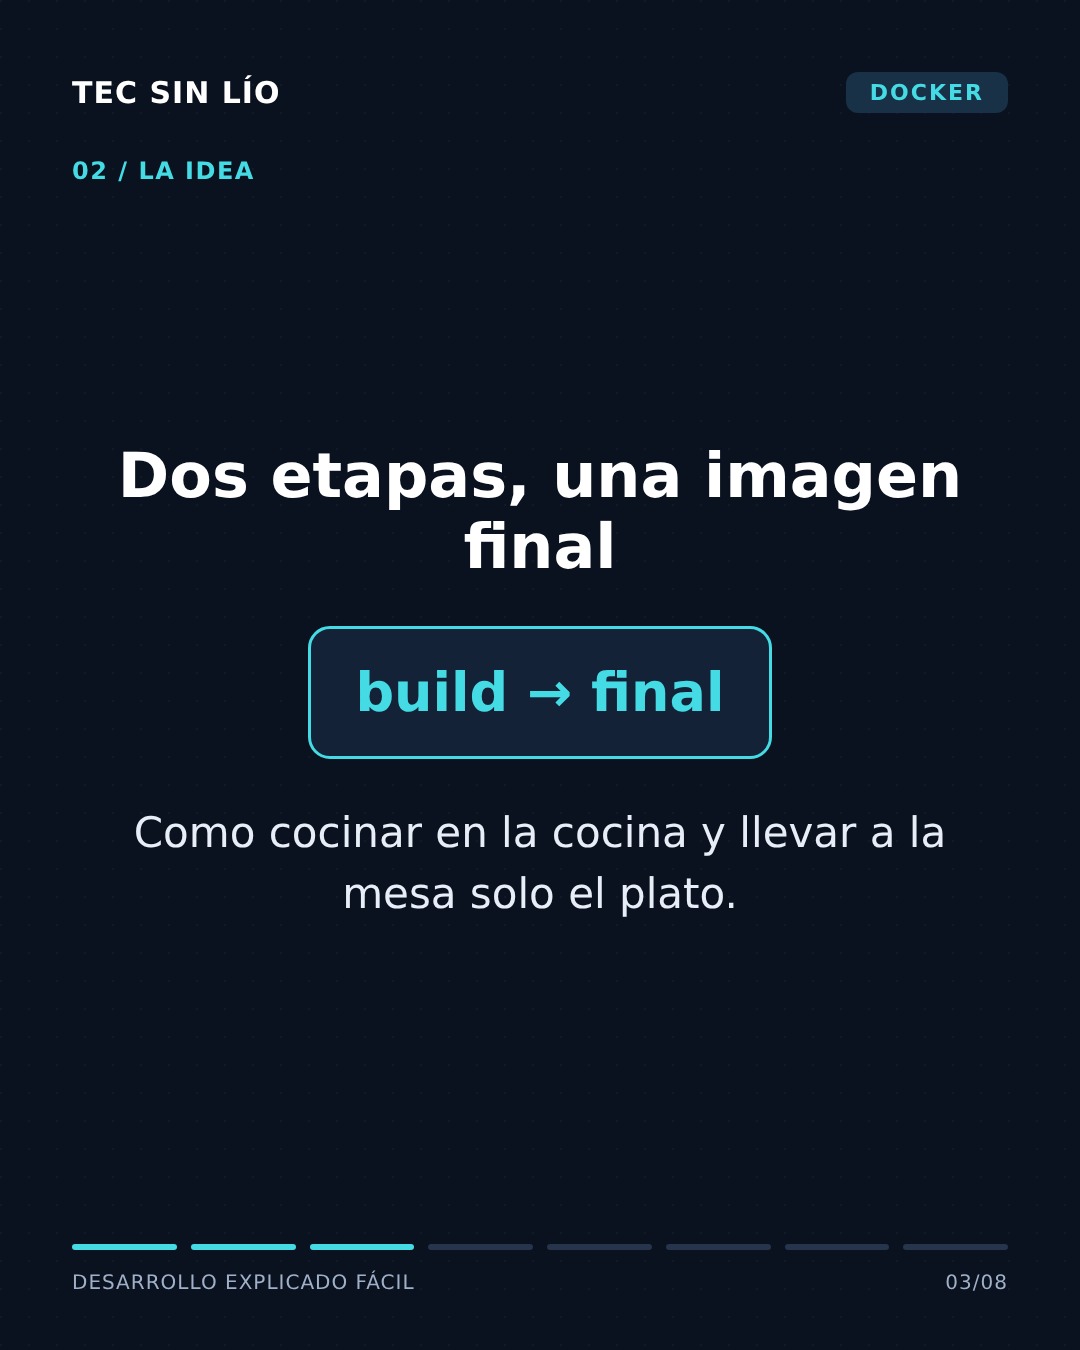 TEC SIN LÍO
DOCKER
02 / LA IDEA
Dos etapas, una imagen
final
build → final
Como cocinar en la cocina y llevar a la
mesa solo el plato.
DESARROLLO EXPLICADO FÁCIL
03/08